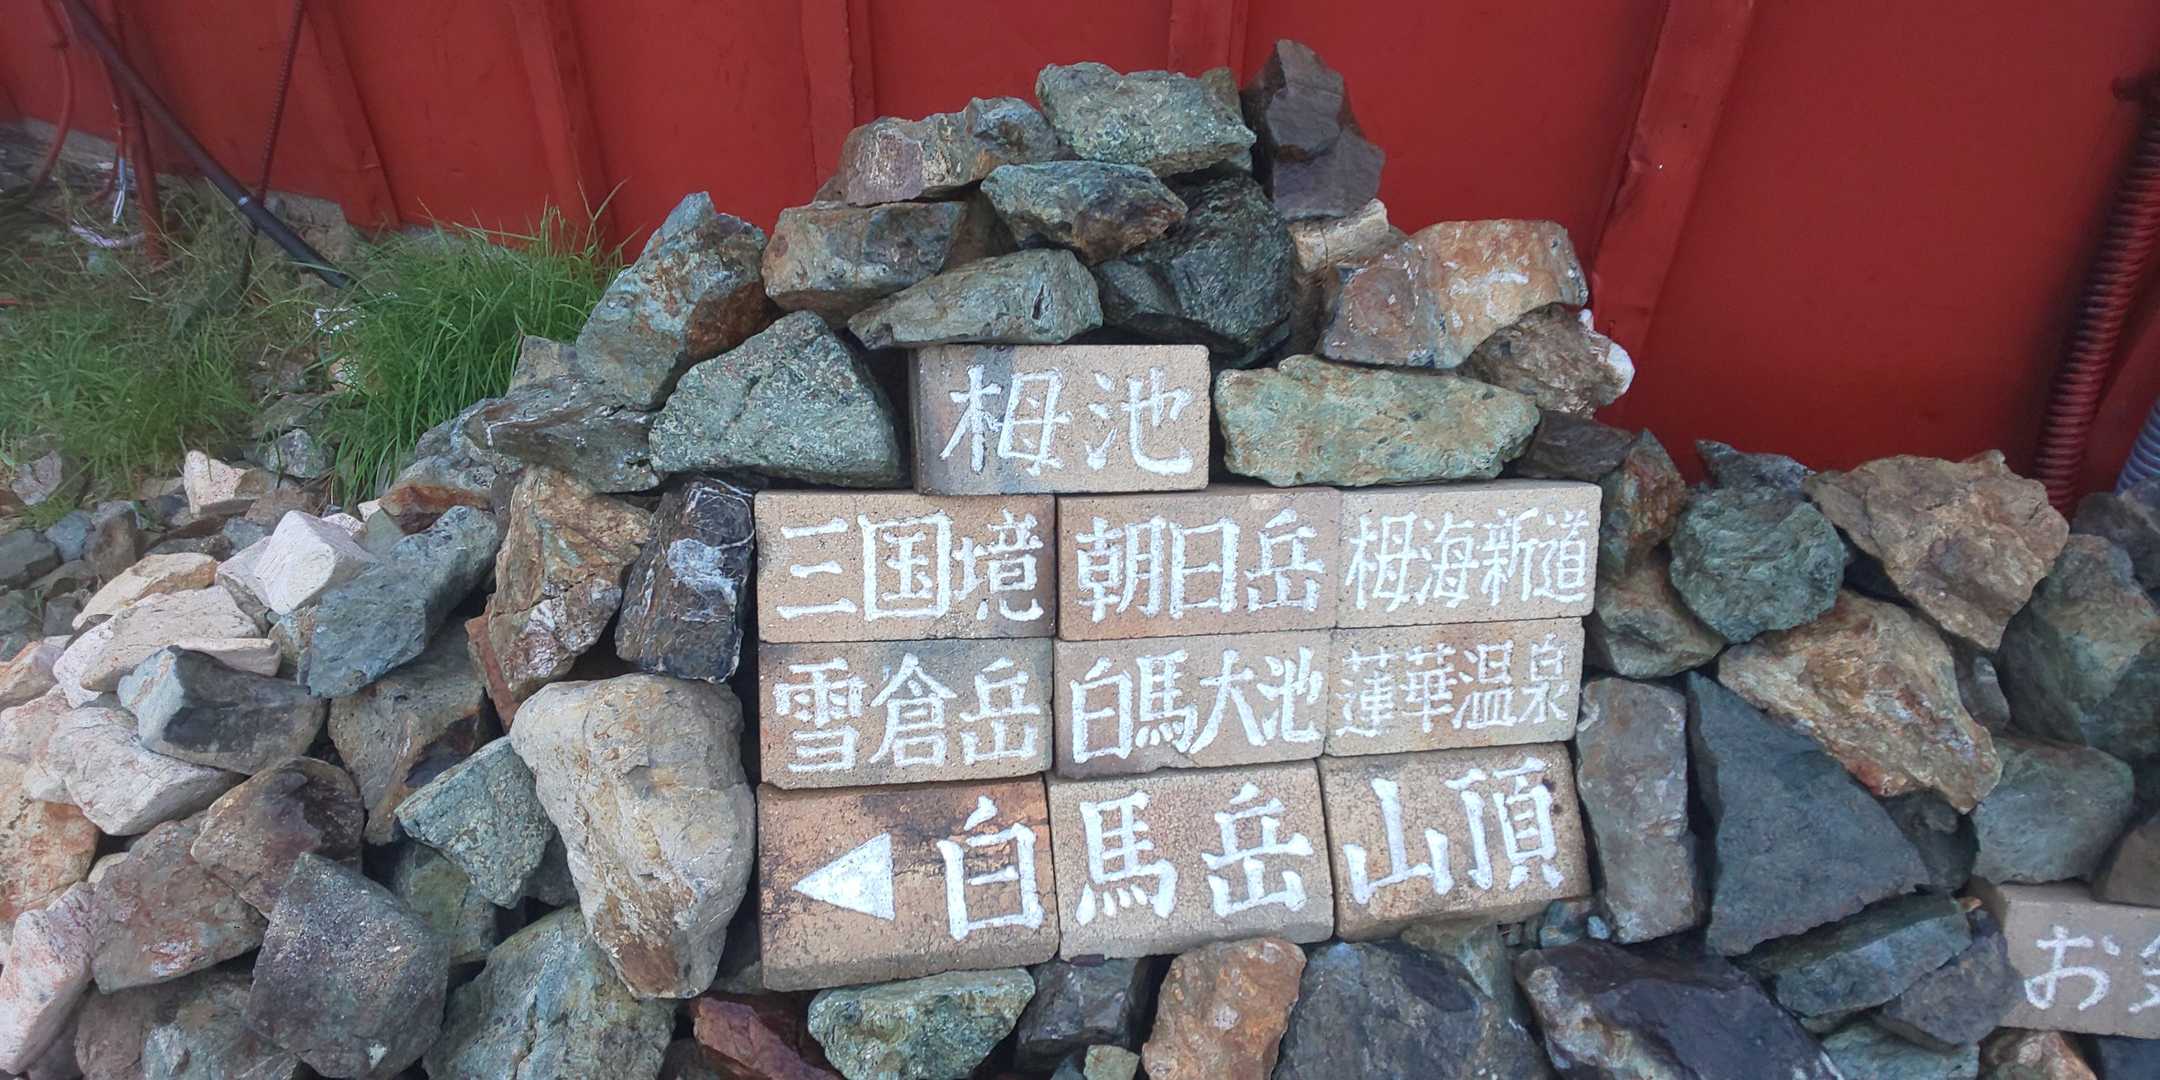 栂池
三国境 朝日岳 栂海新道
雪倉岳 白馬大池 蓮華温泉
◀白馬岳山頂
お